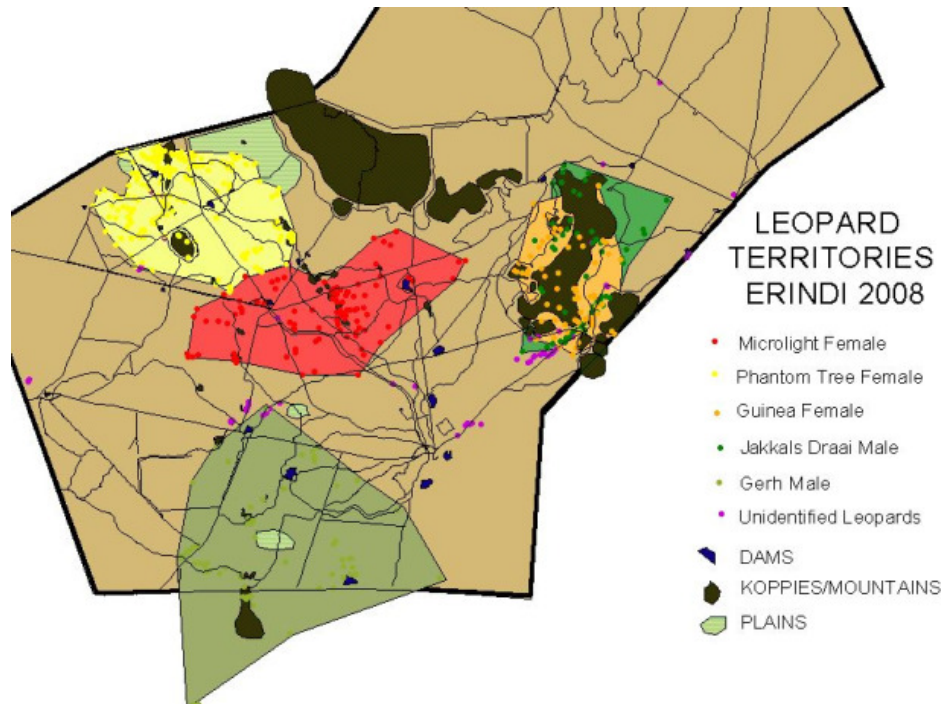 LEOPARD
TERRITORIES
ERINDI 2008
Microlight Female
Phantom Tree Female
Guinea Female
Jakkals Draai Male
Gerh Male
Unidentified Leopards
DAMS
KOPPIES/MOUNTAINS
PLAINS